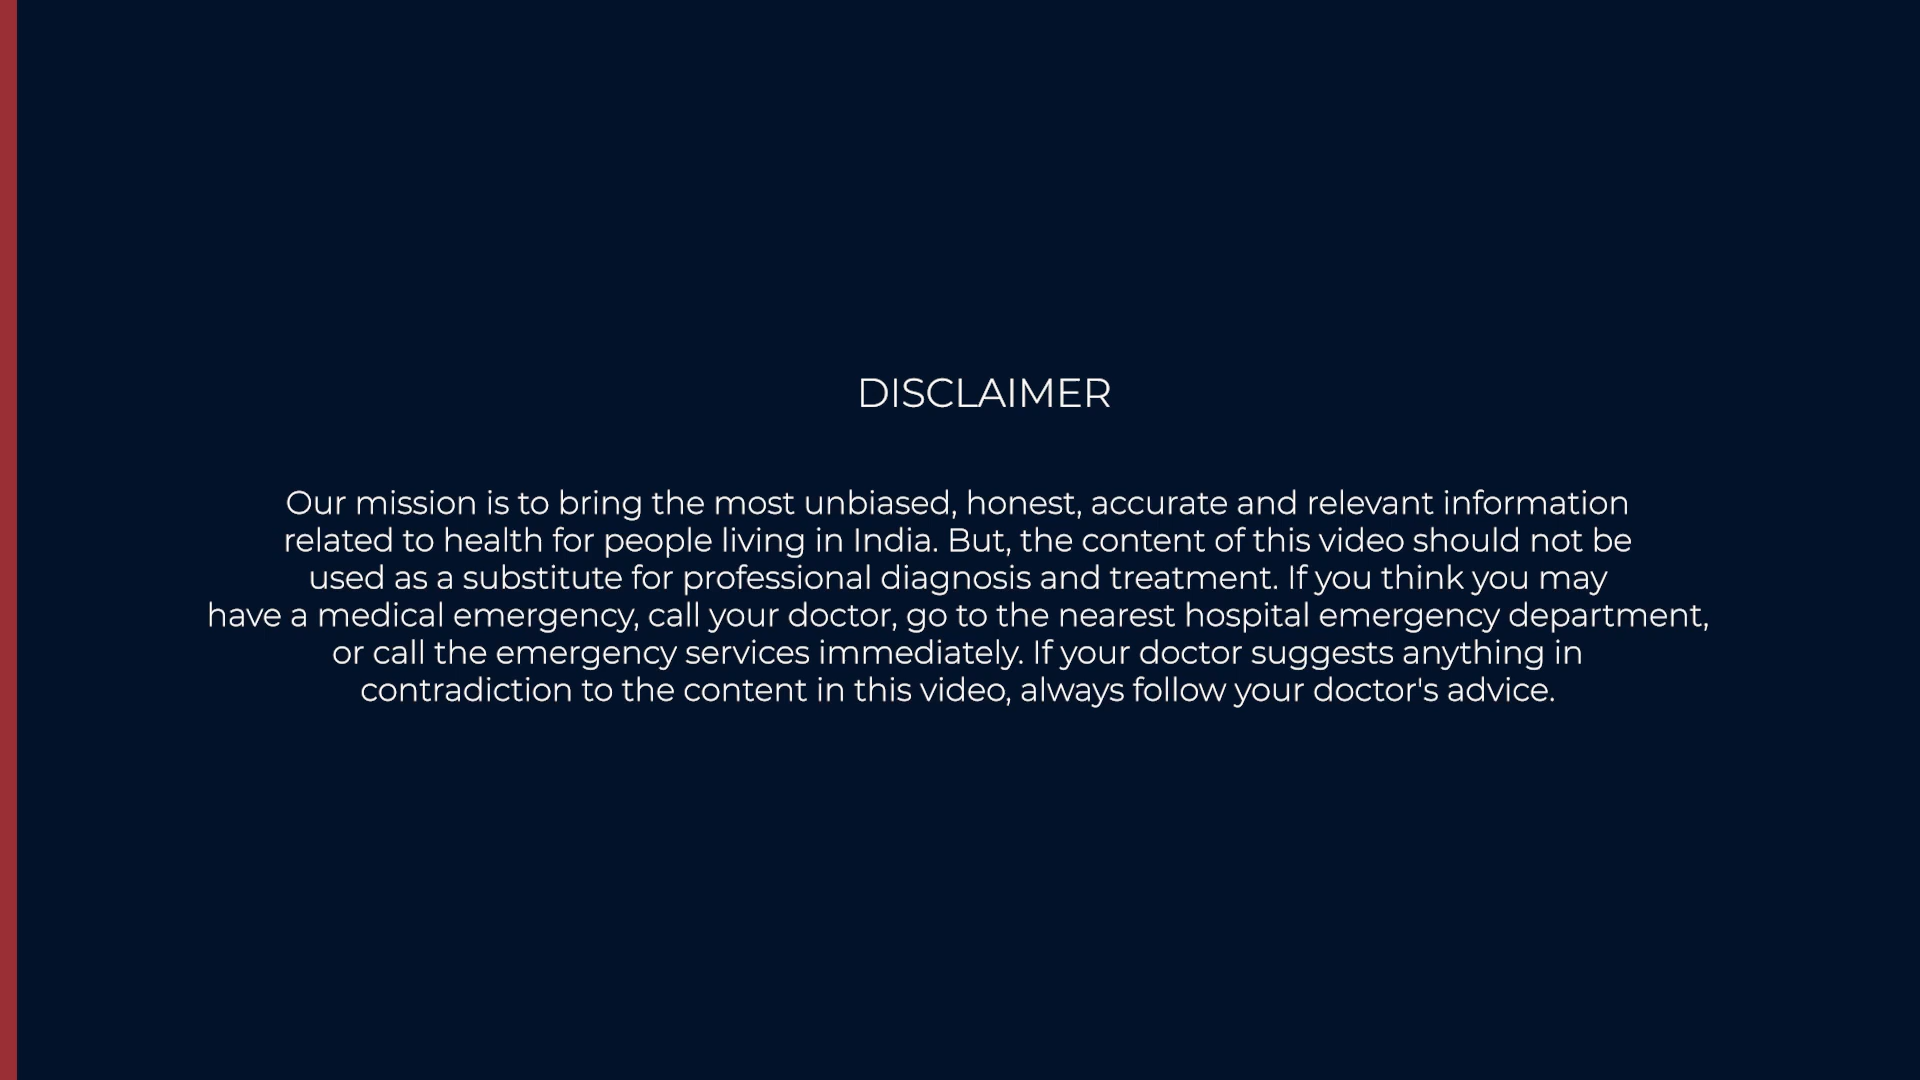 DISCLAIMER
Our mission is to bring the most unbiased, honest, accurate and relevant information
related to health for people living in India. But, the content of this video should not be
used as a substitute for professional diagnosis and treatment. If you think you may
have a medical emergency, call your doctor, go to the nearest hospital emergency department,
or call the emergency services immediately. If your doctor suggests anything in
contradiction to the content in this video, always follow your doctor's advice.